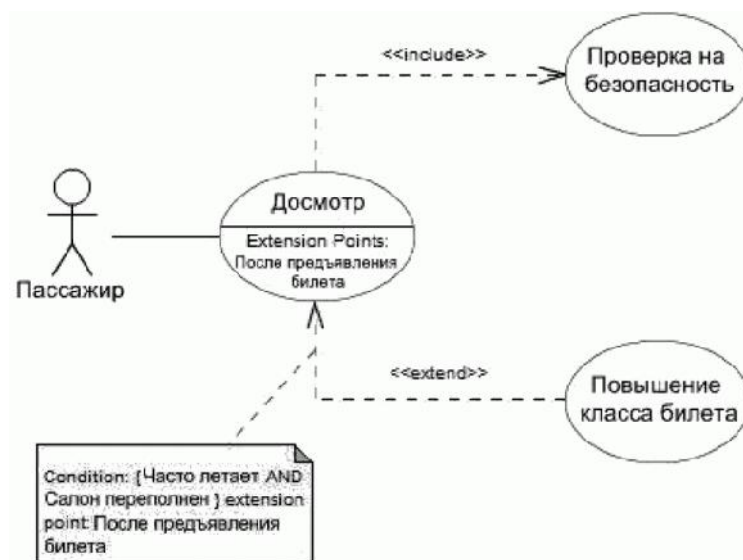 <<include>>
Проверка на
безопасность
Досмотр
Extension Points:
После предъявления
билета
Пассажир
<<extend>>
Повышение
класса билета
Condition: {Часто летает AND
Салон переполнен } extension
point: После предъявления
билета